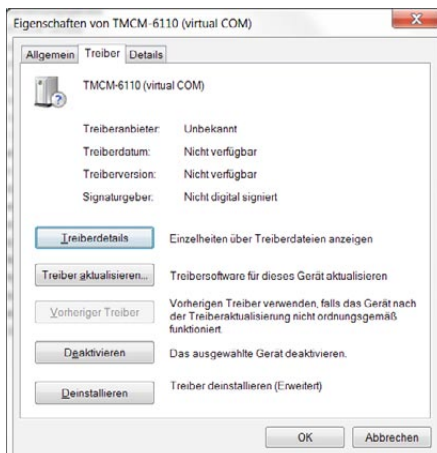 Eigenschaften von TMCM-6110 (virtual COM)
Allgemein Treiber Details
TMCM-6110 (virtual COM)
Treiberanbieter: Unbekannt
Treiberdatum: Nicht verfügbar
Treiberversion: Nicht verfügbar
Signaturgeber: Nicht digital signiert
Treiberdetails Einzelheiten über Treiberdateien anzeigen
Treiber aktualisieren... Treibersoftware für dieses Gerät aktualisieren
Vorheriger Treiber Vorherigen Treiber verwenden, falls das Gerät nach
der Treiberaktualisierung nicht ordnungsgemäß
funktioniert
Deaktivieren Das ausgewählte Gerät deaktivieren.
Deinstallieren Treiber deinstallieren (Erweitert)
OK Abbrechen